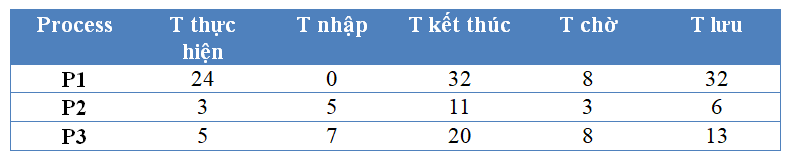 Process T thực hiện T nhập T kết thúc T chờ T lưu
P1 24 0 32 8 32
P2 3 5 11 3 6
P3 5 7 20 8 13